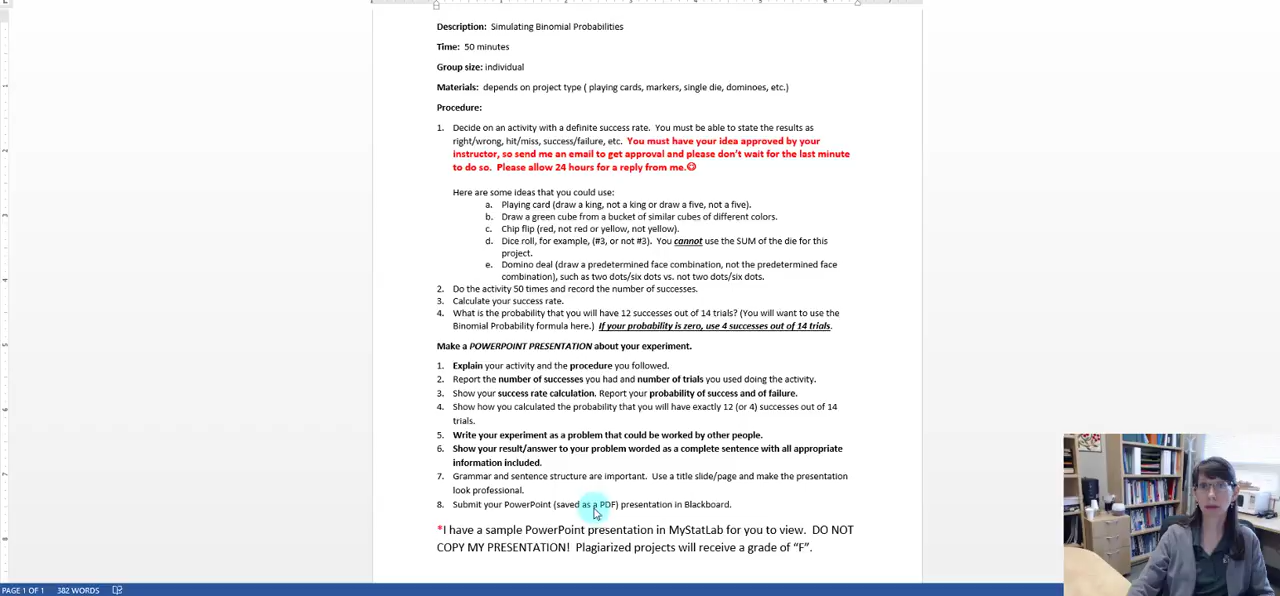 Description: Simulating Binomial Probabilities
Time: 50 minutes
Group size: individual
Materials: depends on project type ( playing cards, markers, single die, dominoes, etc.)
Procedure:
1. Decide on an activity with a definite success rate. You must be able to state the results as
right/wrong, hit/miss, success/failure, etc. You must have your idea approved by your
instructor, so send me an email to get approval and please don't wait for the last minute
to do so. Please allow 24 hours for a reply from me.☺
Here are some ideas that you could use:
a. Playing card (draw a king, not a king or draw a five, not a five).
b. Draw a green cube from a bucket of similar cubes of different colors.
c. Chip flip (red, not red or yellow, not yellow).
d. Dice roll, for example, (#3, or not #3). You cannot use the SUM of the die for this
project.
e. Domino deal (draw a predetermined face combination, not the predetermined face
combination), such as two dots/six dots vs. not two dots/six dots.
2. Do the activity 50 times and record the number of successes.
3. Calculate your success rate.
4. What is the probability that you will have 12 successes out of 14 trials? (You will want to use the
Binomial Probability formula here.) If your probability is zero, use 4 successes out of 14 trials.
Make a POWERPOINT PRESENTATION about your experiment.
1. Explain your activity and the procedure you followed.
2. Report the number of successes you had and number of trials you used doing the activity.
3. Show your success rate calculation. Report your probability of success and of failure.
4. Show how you calculated the probability that you will have exactly 12 (or 4) successes out of 14
trials.
5. Write your experiment as a problem that could be worked by other people.
6. Show your result/answer to your problem worded as a complete sentence with all appropriate
information included.
7. Grammar and sentence structure are important. Use a title slide/page and make the presentation
look professional.
8. Submit your PowerPoint (saved as a PDF) presentation in Blackboard.
*I have a sample PowerPoint presentation in MyStatLab for you to view. DO NOT
COPY MY PRESENTATION! Plagiarized projects will receive a grade of "F".
PAGE 1 OF 1 382 WORDS